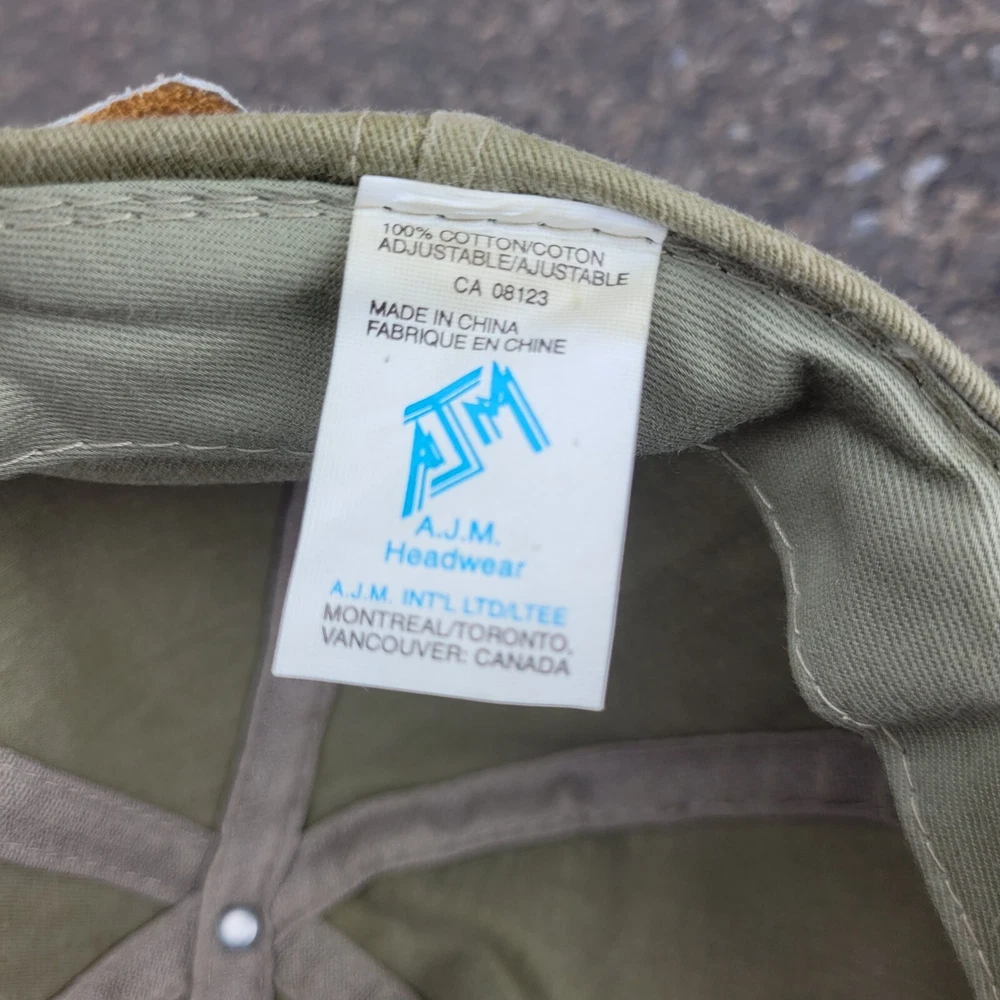 100% COTTON/COTON
ADJUSTABLE/AJUSTABLE
CA 08123
MADE IN CHINA
FABRIQUE EN CHINE
AJM
A.J.M.
Headwear
A.J.M. INT'L LTD/LTEE
MONTREAL/TORONTO.
VANCOUVER: CANADA